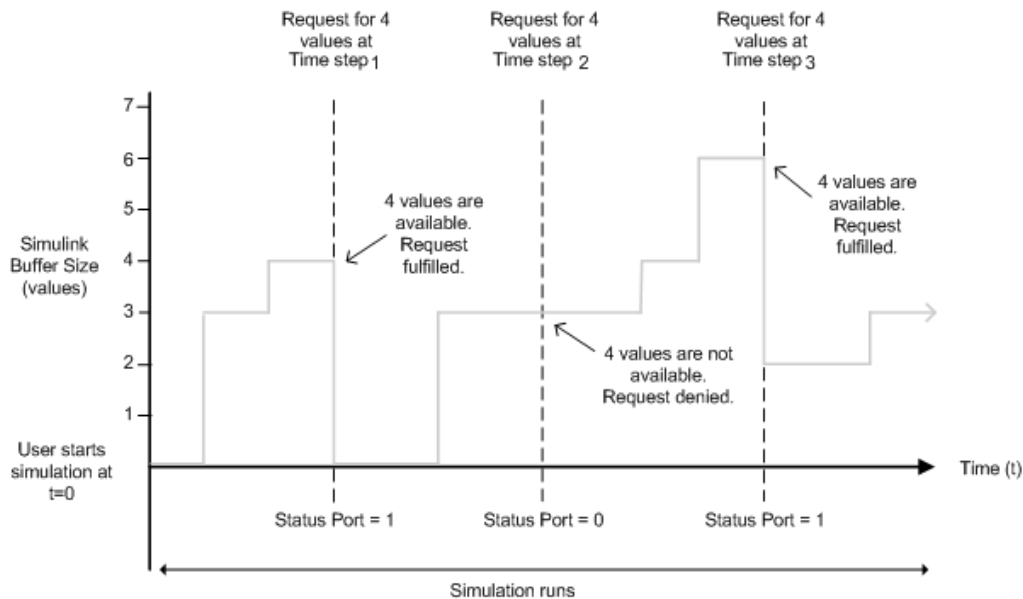 Request for 4
values at
Time step 1
Request for 4
values at
Time step 2
Request for 4
values at
Time step 3
7
6
5
4
3
2
1
Simulink
Buffer Size
(values)
4 values are
available.
Request
fulfilled.
4 values are not
available.
Request denied.
4 values are
available.
Request
fulfilled.
User starts
simulation at
t=0
Time (t)
Status Port = 1
Status Port = 0
Status Port = 1
Simulation runs